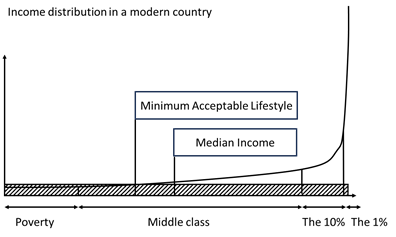 Income distribution in a modern country
Minimum Acceptable Lifestyle
Median Income
Poverty
Middle class
The 10%
The 1%